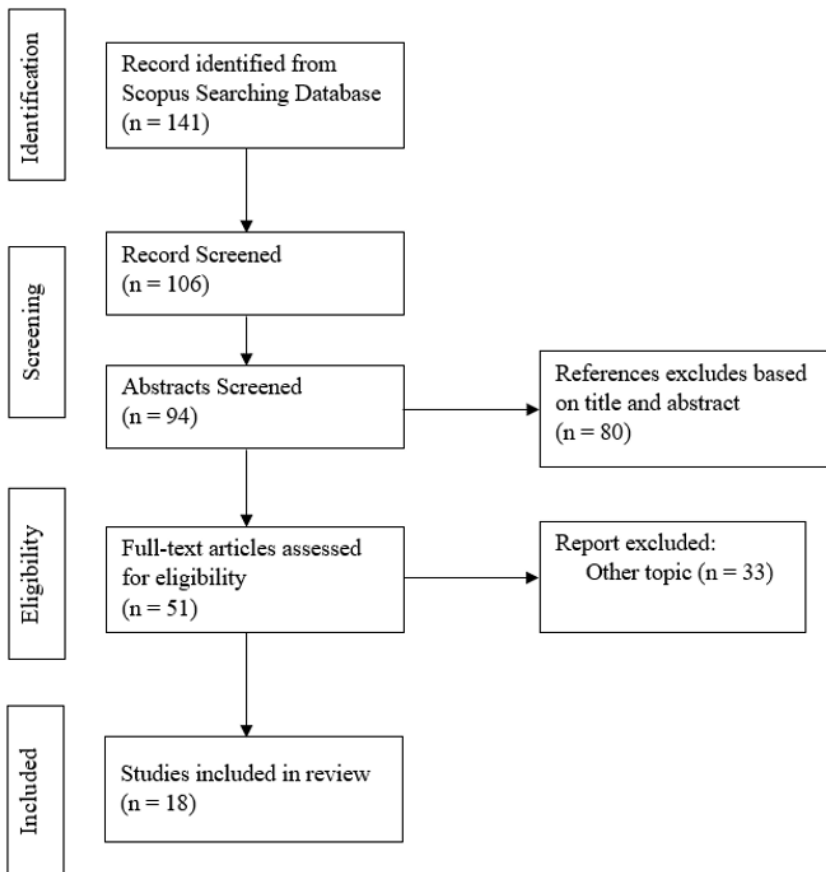 Identification
Record identified from
Scopus Searching Database
(n = 141)
Screening
Record Screened
(n = 106)
Abstracts Screened
(n = 94)
References excludes based
on title and abstract
(n = 80)
Eligibility
Full-text articles assessed
for eligibility
(n = 51)
Report excluded:
Other topic (n = 33)
Included
Studies included in review
(n = 18)